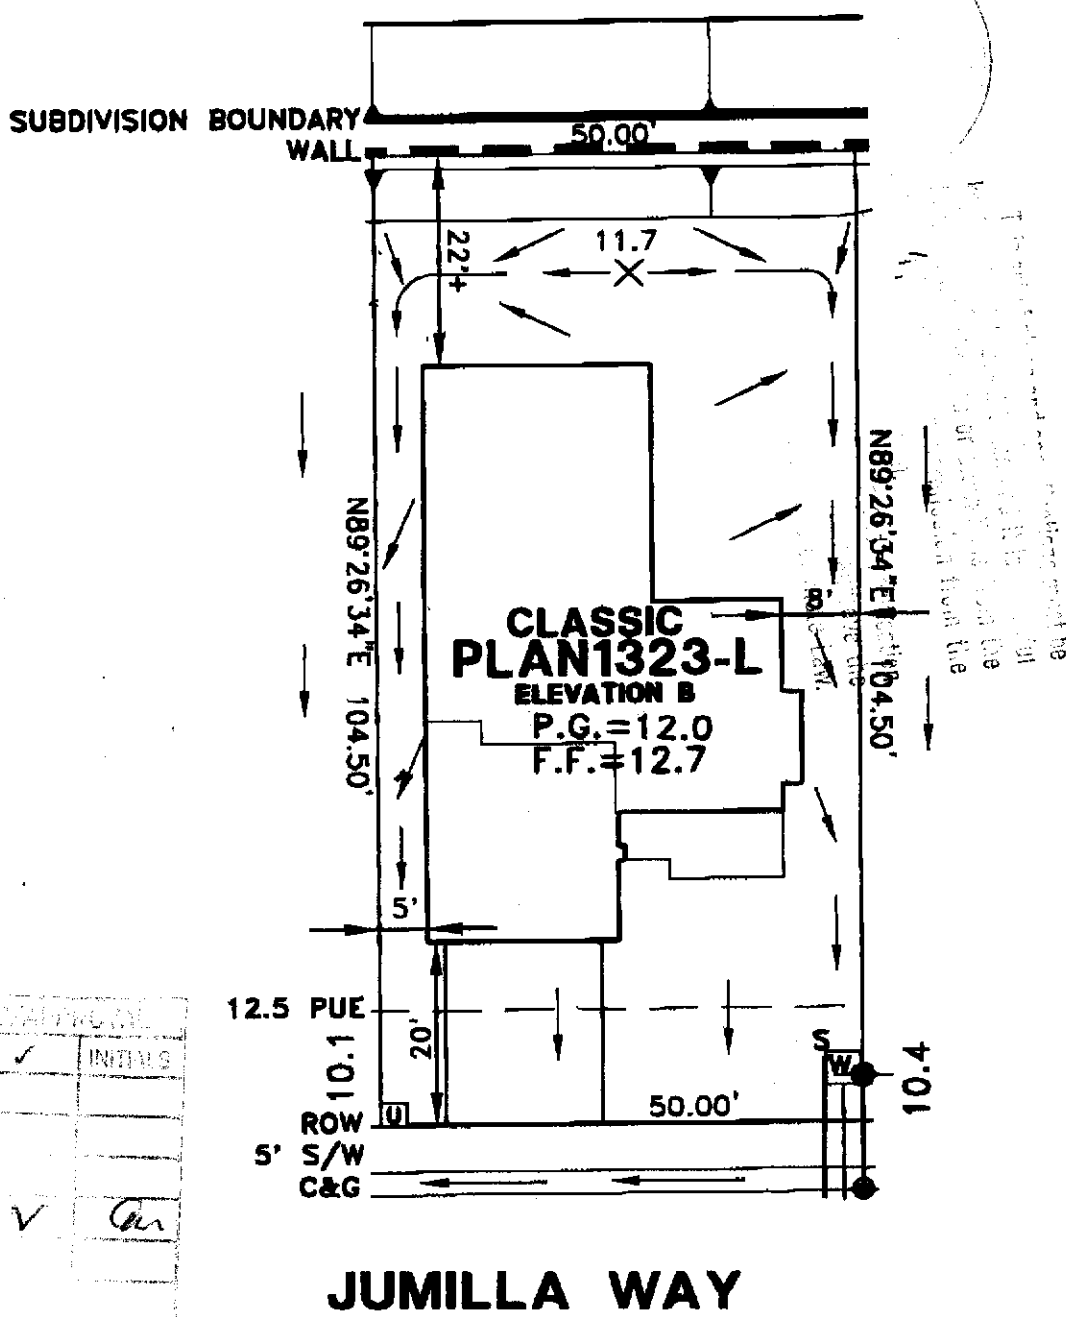 SUBDIVISION BOUNDARY
WALL
50.00'
22'+
11.7
N89°26'34"E 104.50'
N89°26'34"E 104.50'
8'
CLASSIC
PLAN1323-L
ELEVATION B
P.G.=12.0
F.F.=12.7
5'
12.5 PUE
20'
10.1
S
W
10.4
INITIALS
U
50.00'
ROW
5' S/W
C&G
JUMILLA WAY